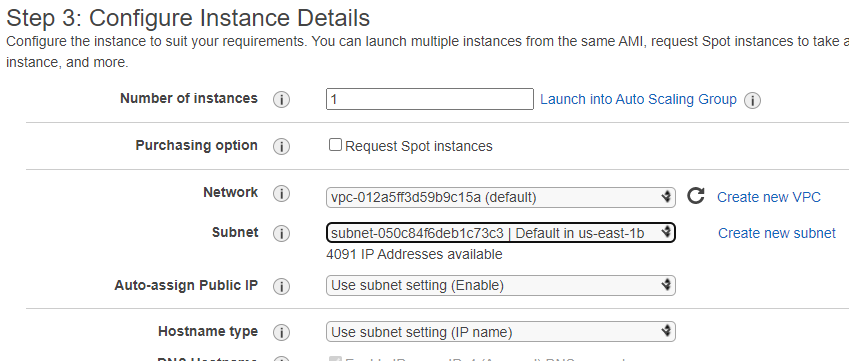 Step 3: Configure Instance Details
Configure the instance to suit your requirements. You can launch multiple instances from the same AMI, request Spot instances to take a
instance, and more.
Number of instances i 1 Launch into Auto Scaling Group i
Purchasing option i Request Spot instances
Network i vpc-012a5ff3d59b9c15a (default) Create new VPC
Subnet i subnet-050c84f6deb1c73c3 | Default in us-east-1b Create new subnet
4091 IP Addresses available
Auto-assign Public IP i Use subnet setting (Enable)
Hostname type i Use subnet setting (IP name)